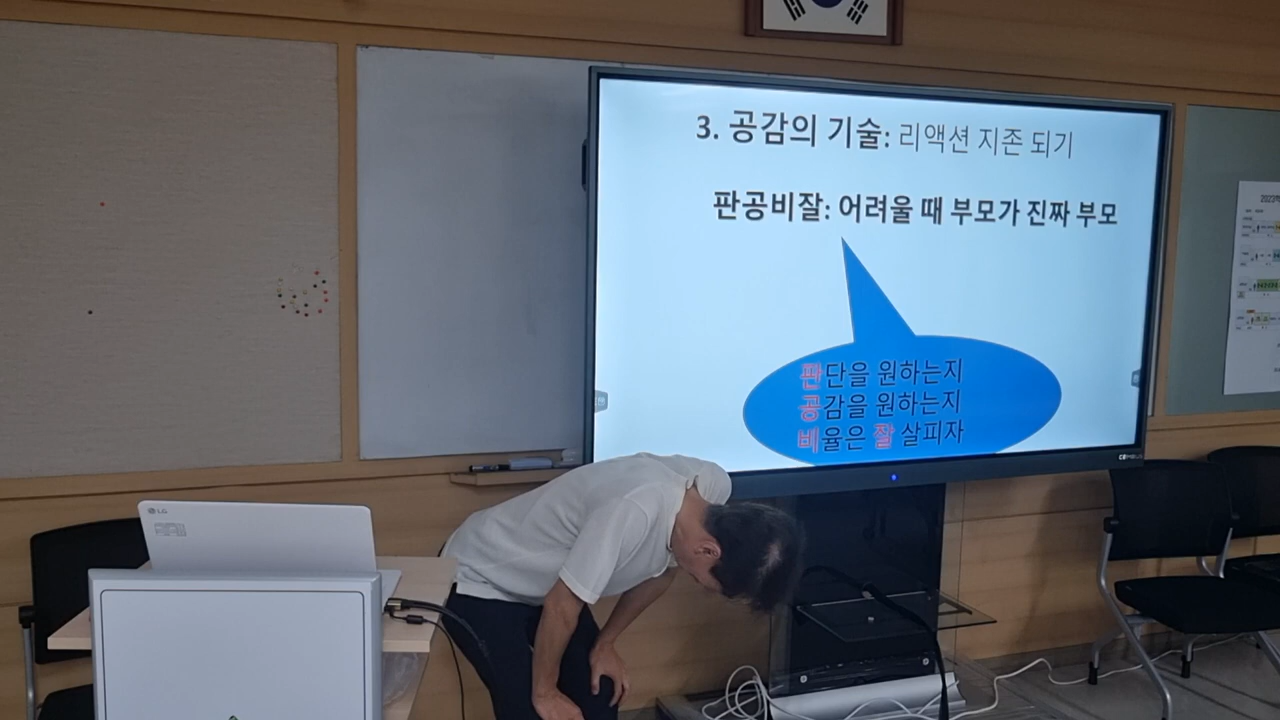 3. 공감의 기술: 리액션 지존 되기
판공비잘: 어려울 때 부모가 진짜 부모
판단을 원하는지
공감을 원하는지
비율은 잘 살피자
LG